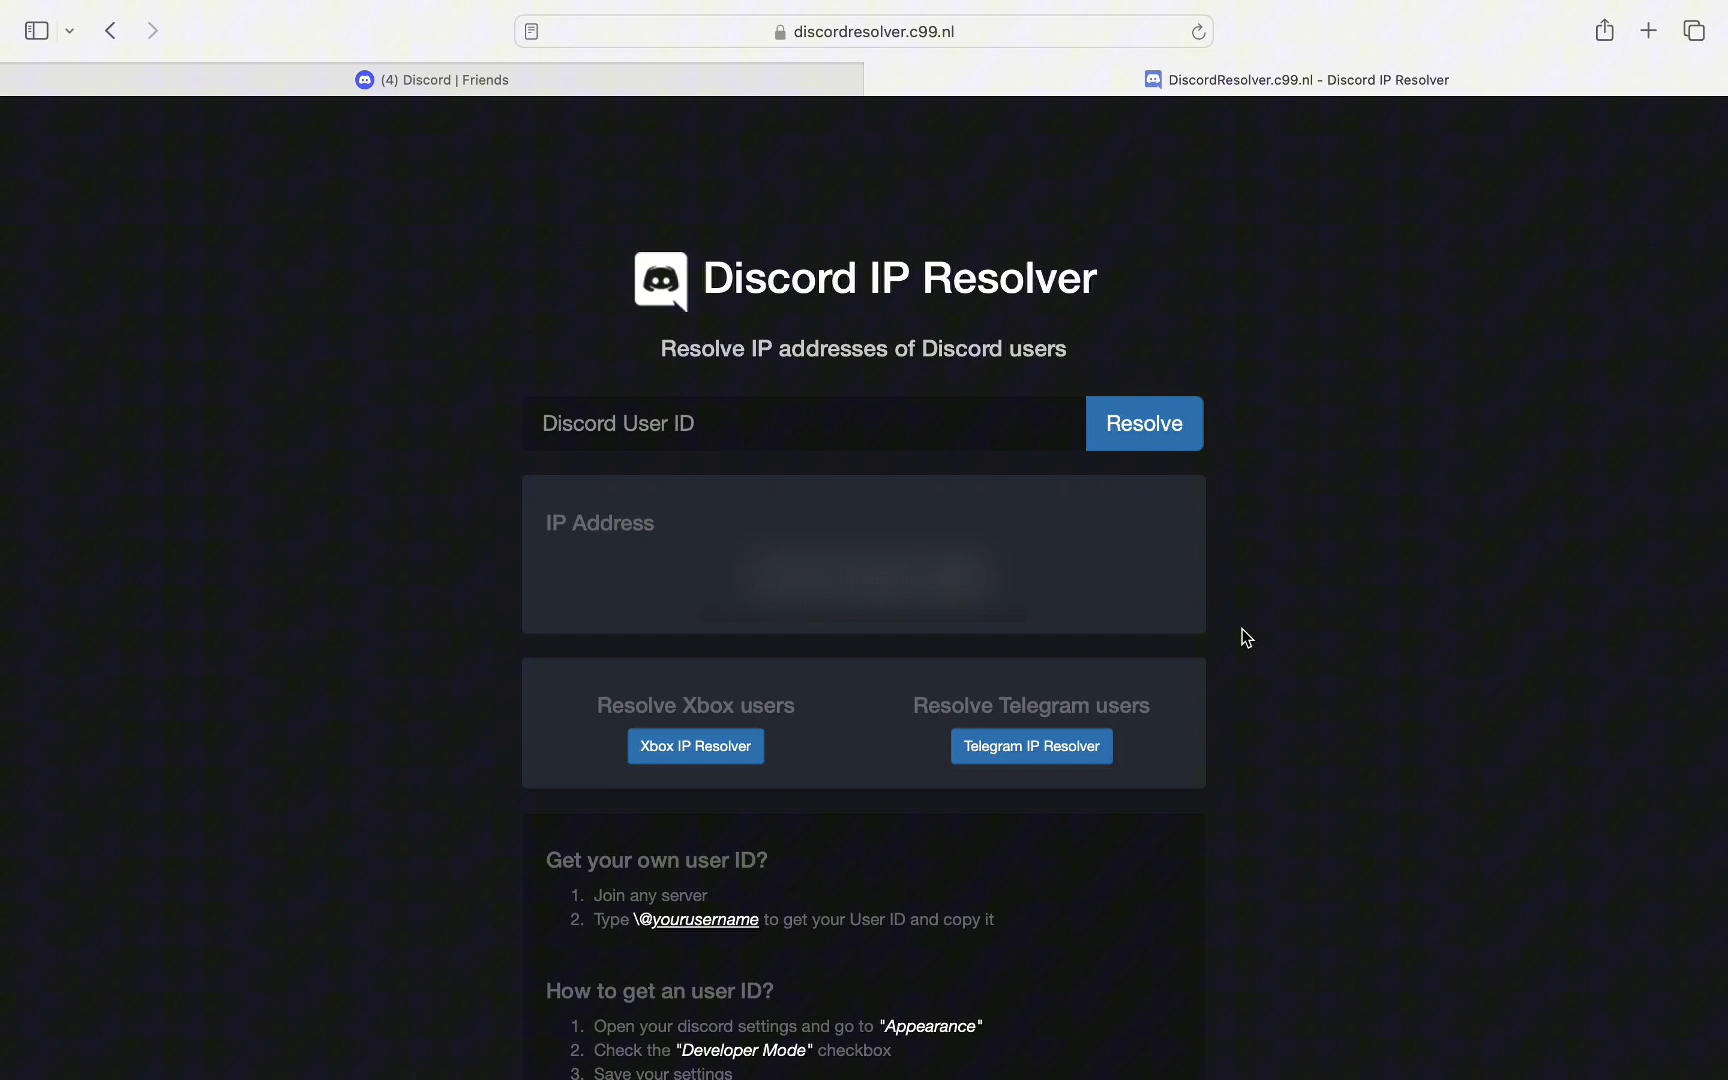 discordresolver.c99.nl
(4) Discord | Friends
DiscordResolver.c99.nl - Discord IP Resolver
Discord IP Resolver
Resolve IP addresses of Discord users
Discord User ID
Resolve
IP Address
Resolve Xbox users
Resolve Telegram users
Xbox IP Resolver
Telegram IP Resolver
Get your own user ID?
1. Join any server
2. Type \@yourusername to get your User ID and copy it
How to get an user ID?
1. Open your discord settings and go to "Appearance"
2. Check the "Developer Mode" checkbox
3. Save your settings